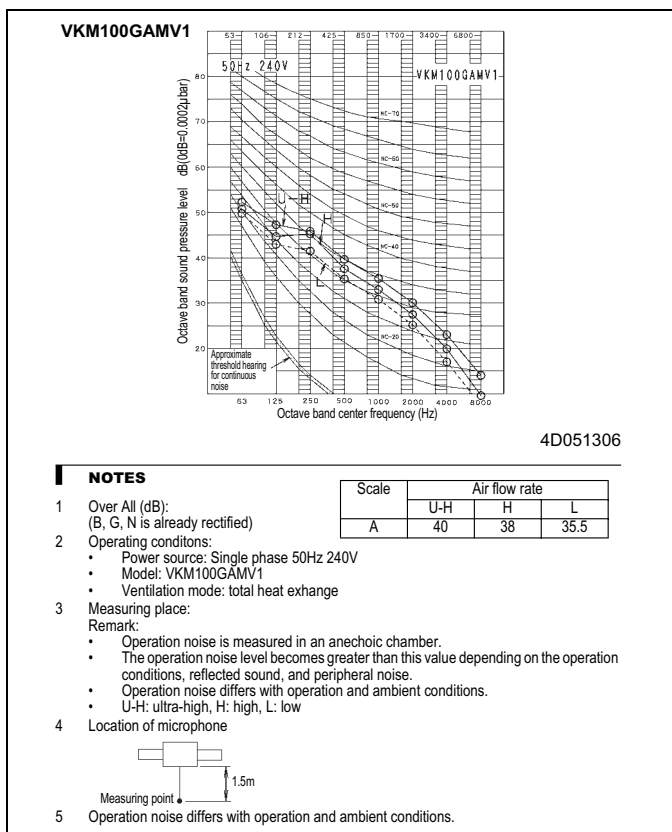 VKM100GAMV1
53 106 212 425 850 1700 3400 6800
50Hz 240V
VKM100GAMV1
80
70
60
50
40
30
20
Octave band sound pressure level dB(0dB=0.0002µbar)
NC-70
NC-60
NC-50
NC-40
NC-20
U-H
H
L
Approximate
threshold hearing
for continuous
noise
63 125 250 500 1000 2000 4000 8000
Octave band center frequency (Hz)
4D051306
NOTES
1 Over All (dB):
(B, G, N is already rectified)
Scale Air flow rate
U-H H L
A 40 38 35.5
2 Operating conditons:
• Power source: Single phase 50Hz 240V
• Model: VKM100GAMV1
• Ventilation mode: total heat exhange
3 Measuring place:
Remark:
• Operation noise is measured in an anechoic chamber.
• The operation noise level becomes greater than this value depending on the operation
conditions, reflected sound, and peripheral noise.
• Operation noise differs with operation and ambient conditions.
• U-H: ultra-high, H: high, L: low
4 Location of microphone
1.5m
Measuring point
5 Operation noise differs with operation and ambient conditions.